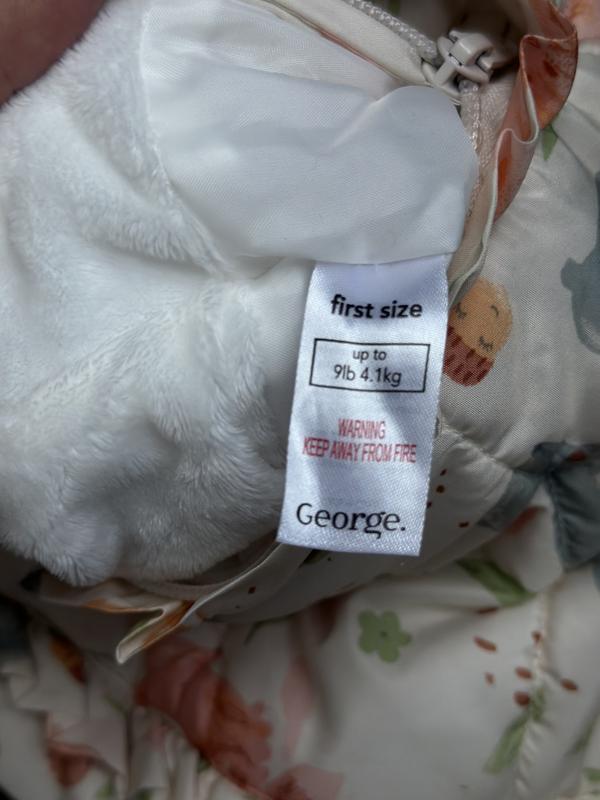 first size
up to
9lb 4.1kg
WARNING
KEEP AWAY FROM FIRE
George.